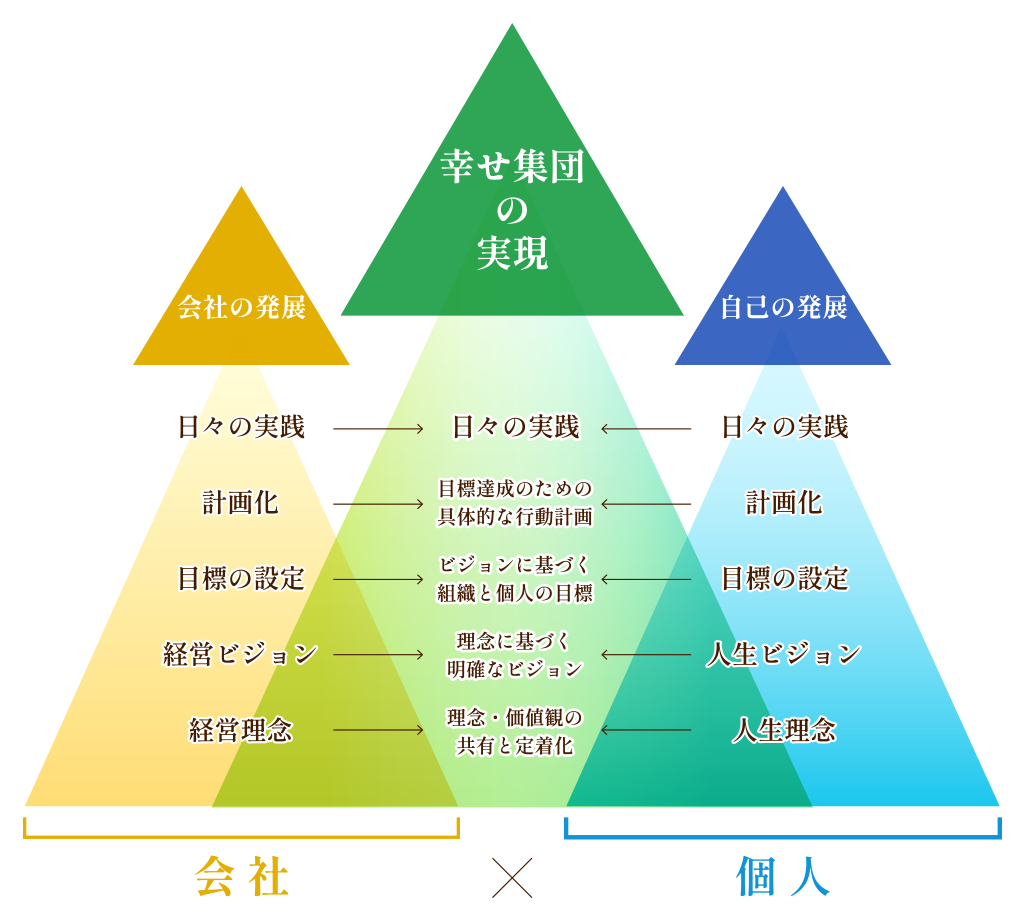 幸せ集団
の
実現
会社の発展
自己の発展
日々の実践
日々の実践
日々の実践
計画化
目標達成のための
具体的な行動計画
計画化
目標の設定
ビジョンに基づく
組織と個人の目標
目標の設定
経営ビジョン
理念に基づく
明確なビジョン
人生ビジョン
経営理念
理念・価値観の
共有と定着化
人生理念
会社
×
個人